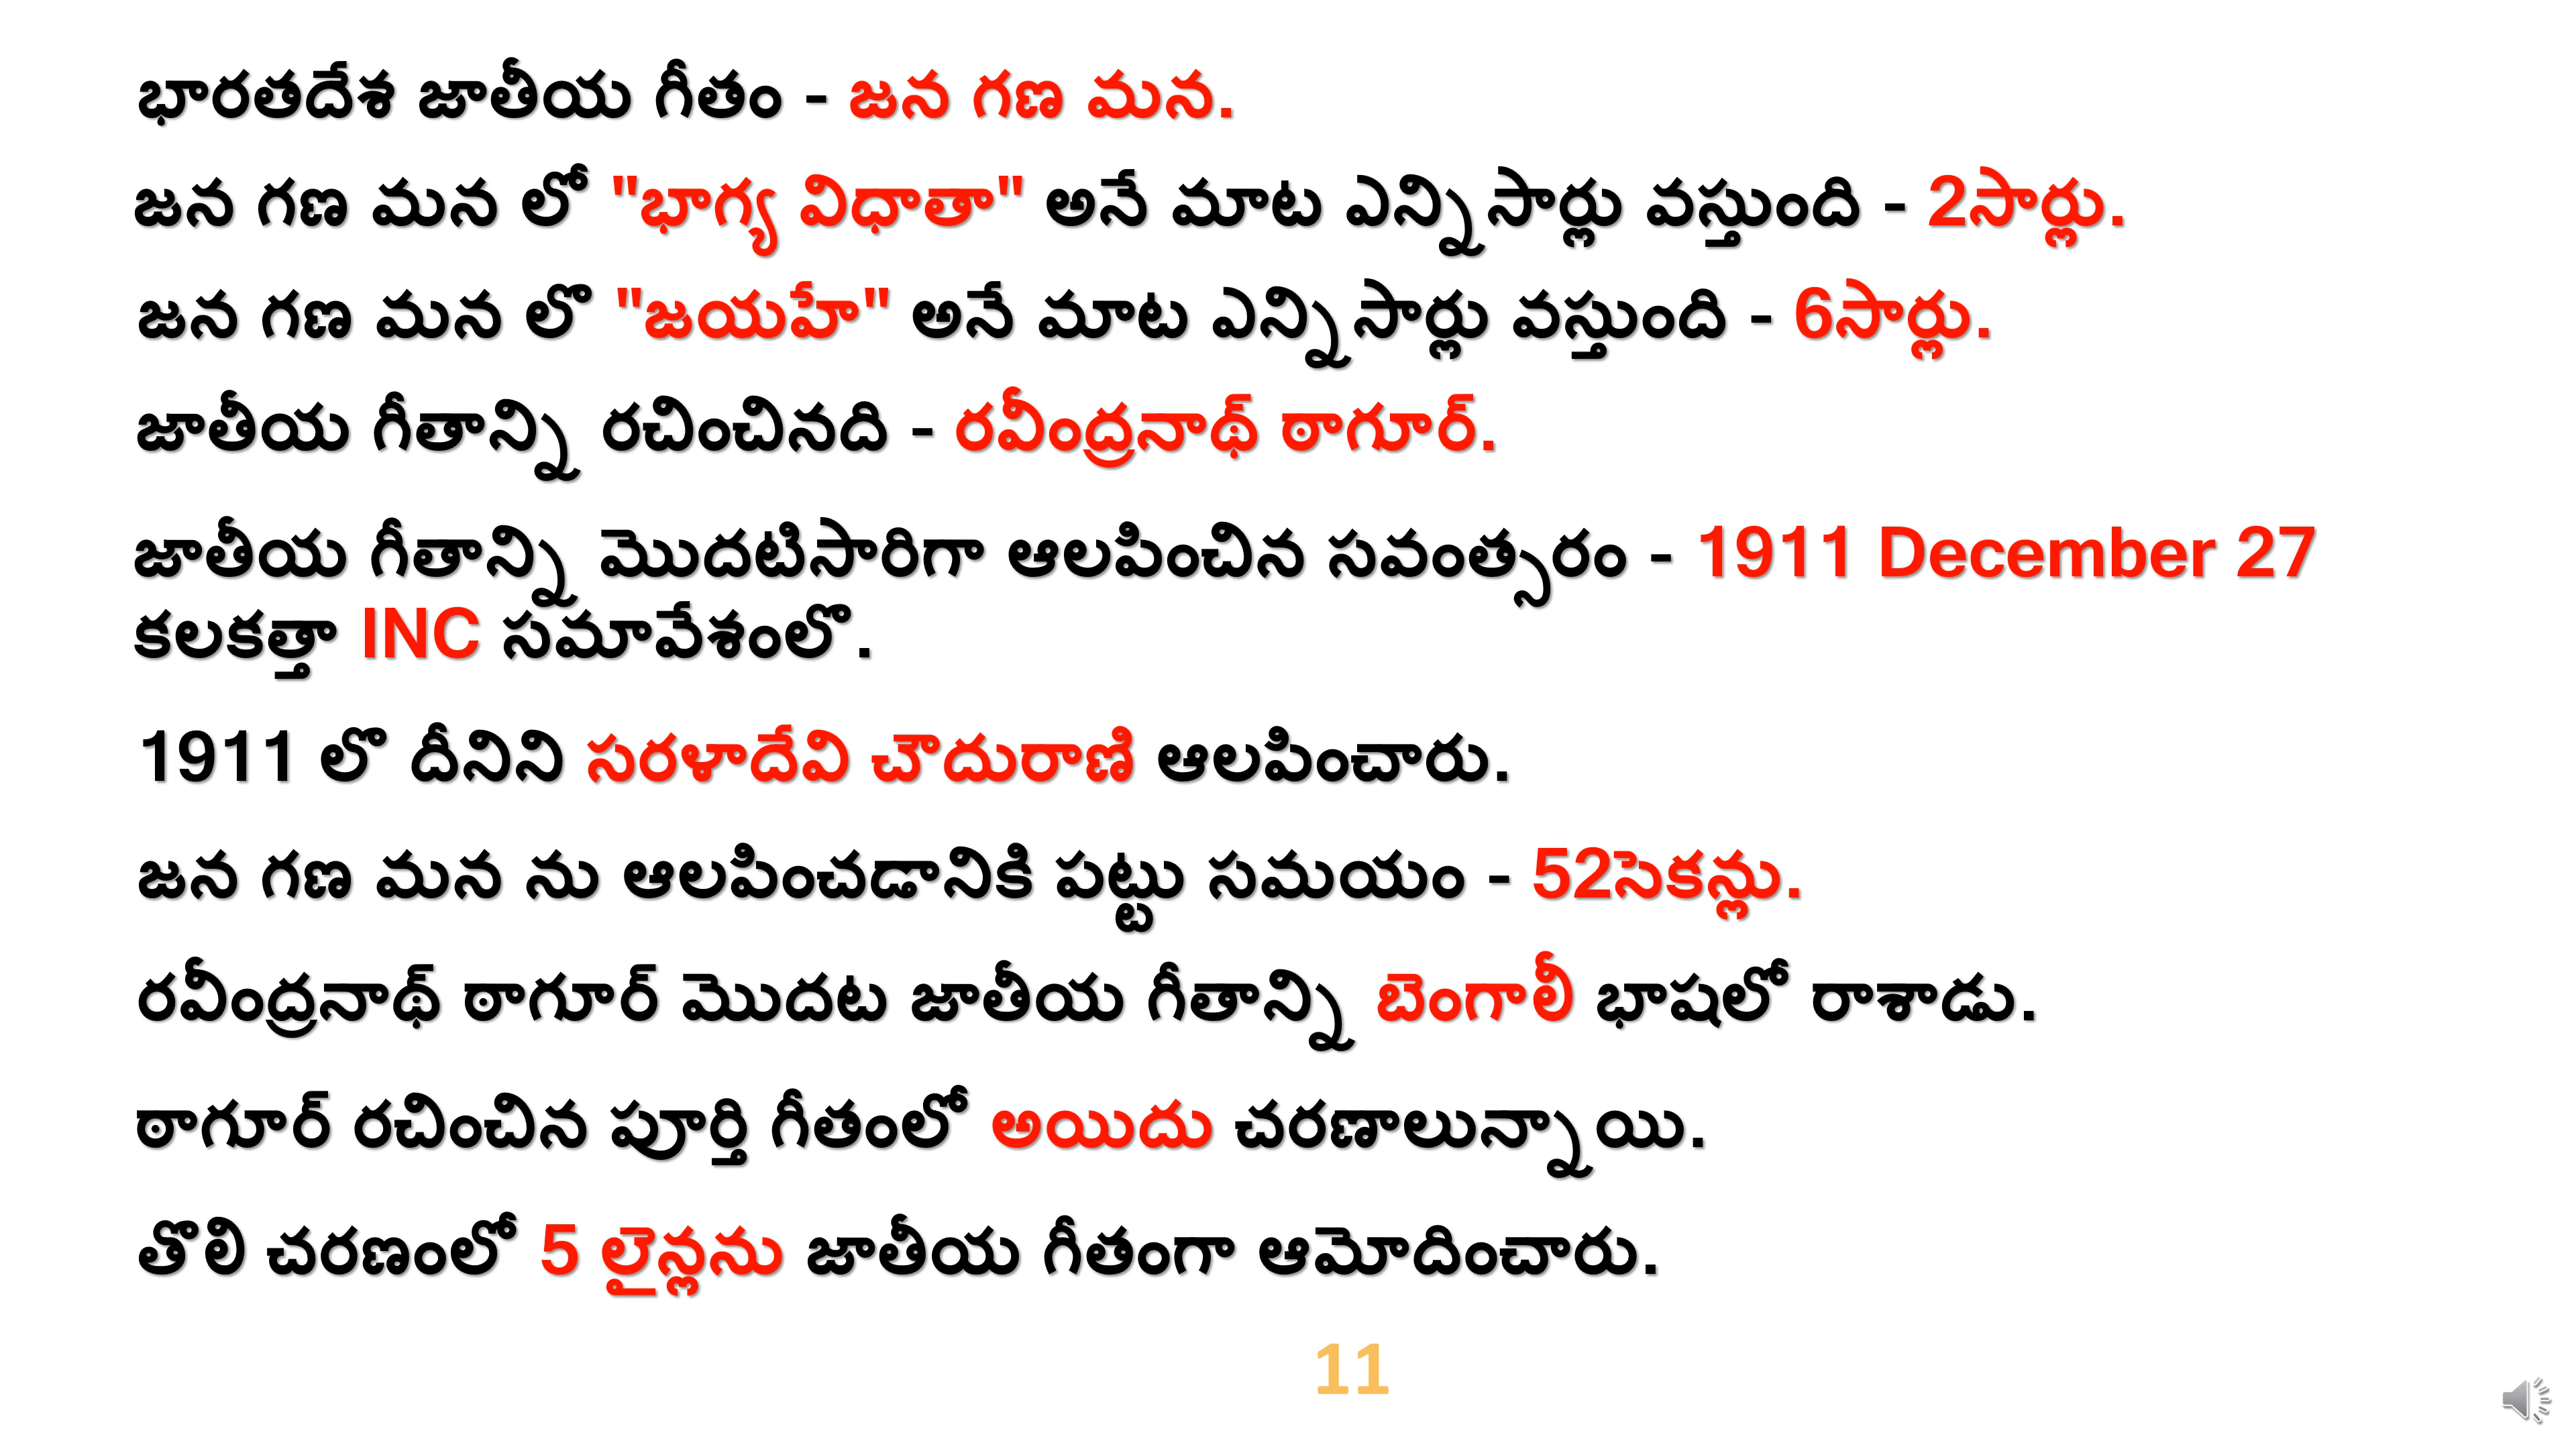 భారతదేశ జాతీయ గీతం - జన గణ మన.
జన గణ మన లో "భాగ్య విధాతా" అనే మాట ఎన్నిసార్లు వస్తుంది - 2సార్లు.
జన గణ మన లొ "జయహే" అనే మాట ఎన్నిసార్లు వస్తుంది - 6సార్లు.
జాతీయ గీతాన్ని రచించినది - రవీంద్రనాథ్ ఠాగూర్.
జాతీయ గీతాన్ని మొదటిసారిగా ఆలపించిన సవంత్సరం - 1911 December 27
కలకత్తా INC సమావేశంలొ.
1911 లొ దీనిని సరళాదేవి చౌదురాణి ఆలపించారు.
జన గణ మన ను ఆలపించడానికి పట్టు సమయం - 52సెకన్లు.
రవీంద్రనాథ్ ఠాగూర్ మొదట జాతీయ గీతాన్ని బెంగాలీ భాషలో రాశాడు.
ఠాగూర్ రచించిన పూర్తి గీతంలో అయిదు చరణాలున్నాయి.
తొలి చరణంలో 5 లైన్లను జాతీయ గీతంగా ఆమోదించారు.
11